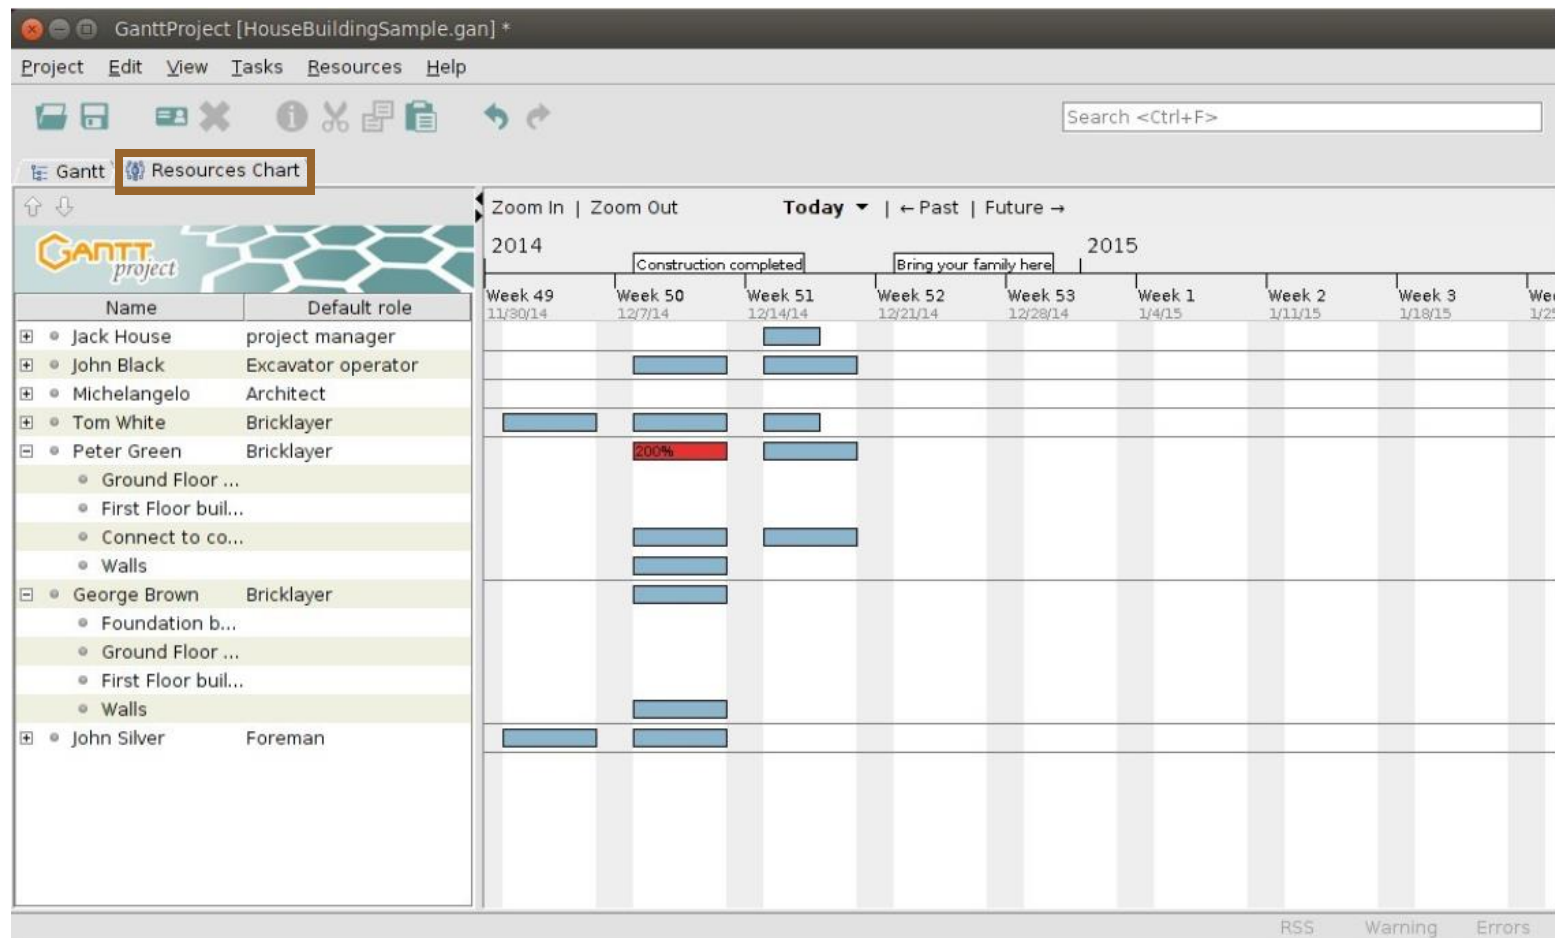 GanttProject [HouseBuildingSample.gan] *
Project Edit View Tasks Resources Help
Search <Ctrl+F>
Gantt Resources Chart
Zoom In | Zoom Out Today | ← Past | Future →
GANTT project
2014 2015
Construction completed Bring your family here
Name Default role
Week 49 Week 50 Week 51 Week 52 Week 53 Week 1 Week 2 Week 3
11/30/14 12/7/14 12/14/14 12/21/14 12/28/14 1/4/15 1/11/15 1/18/15
Jack House project manager
John Black Excavator operator
Michelangelo Architect
Tom White Bricklayer
Peter Green Bricklayer 200%
Ground Floor ...
First Floor buil...
Connect to co...
Walls
George Brown Bricklayer
Foundation b...
Ground Floor ...
First Floor buil...
Walls
John Silver Foreman
RSS Warning Errors